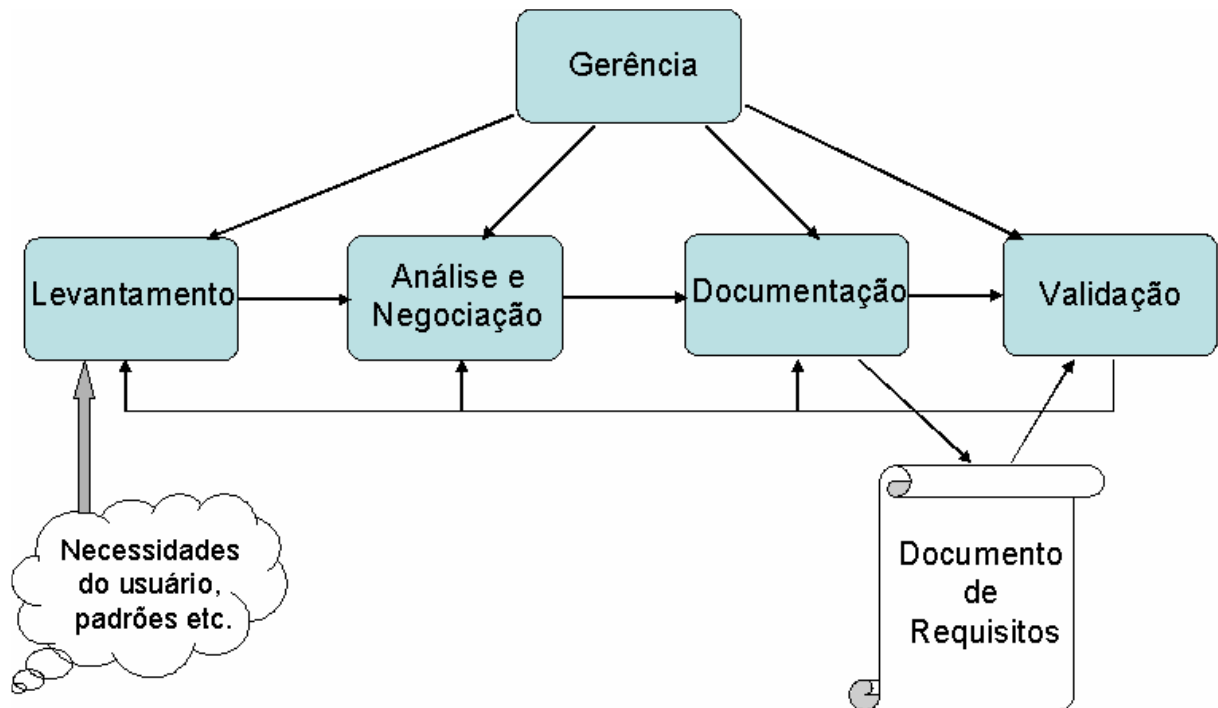 Gerência
Levantamento
Análise e
Negociação
Documentação
Validação
Necessidades
do usuário,
padrões etc.
Documento
de
Requisitos